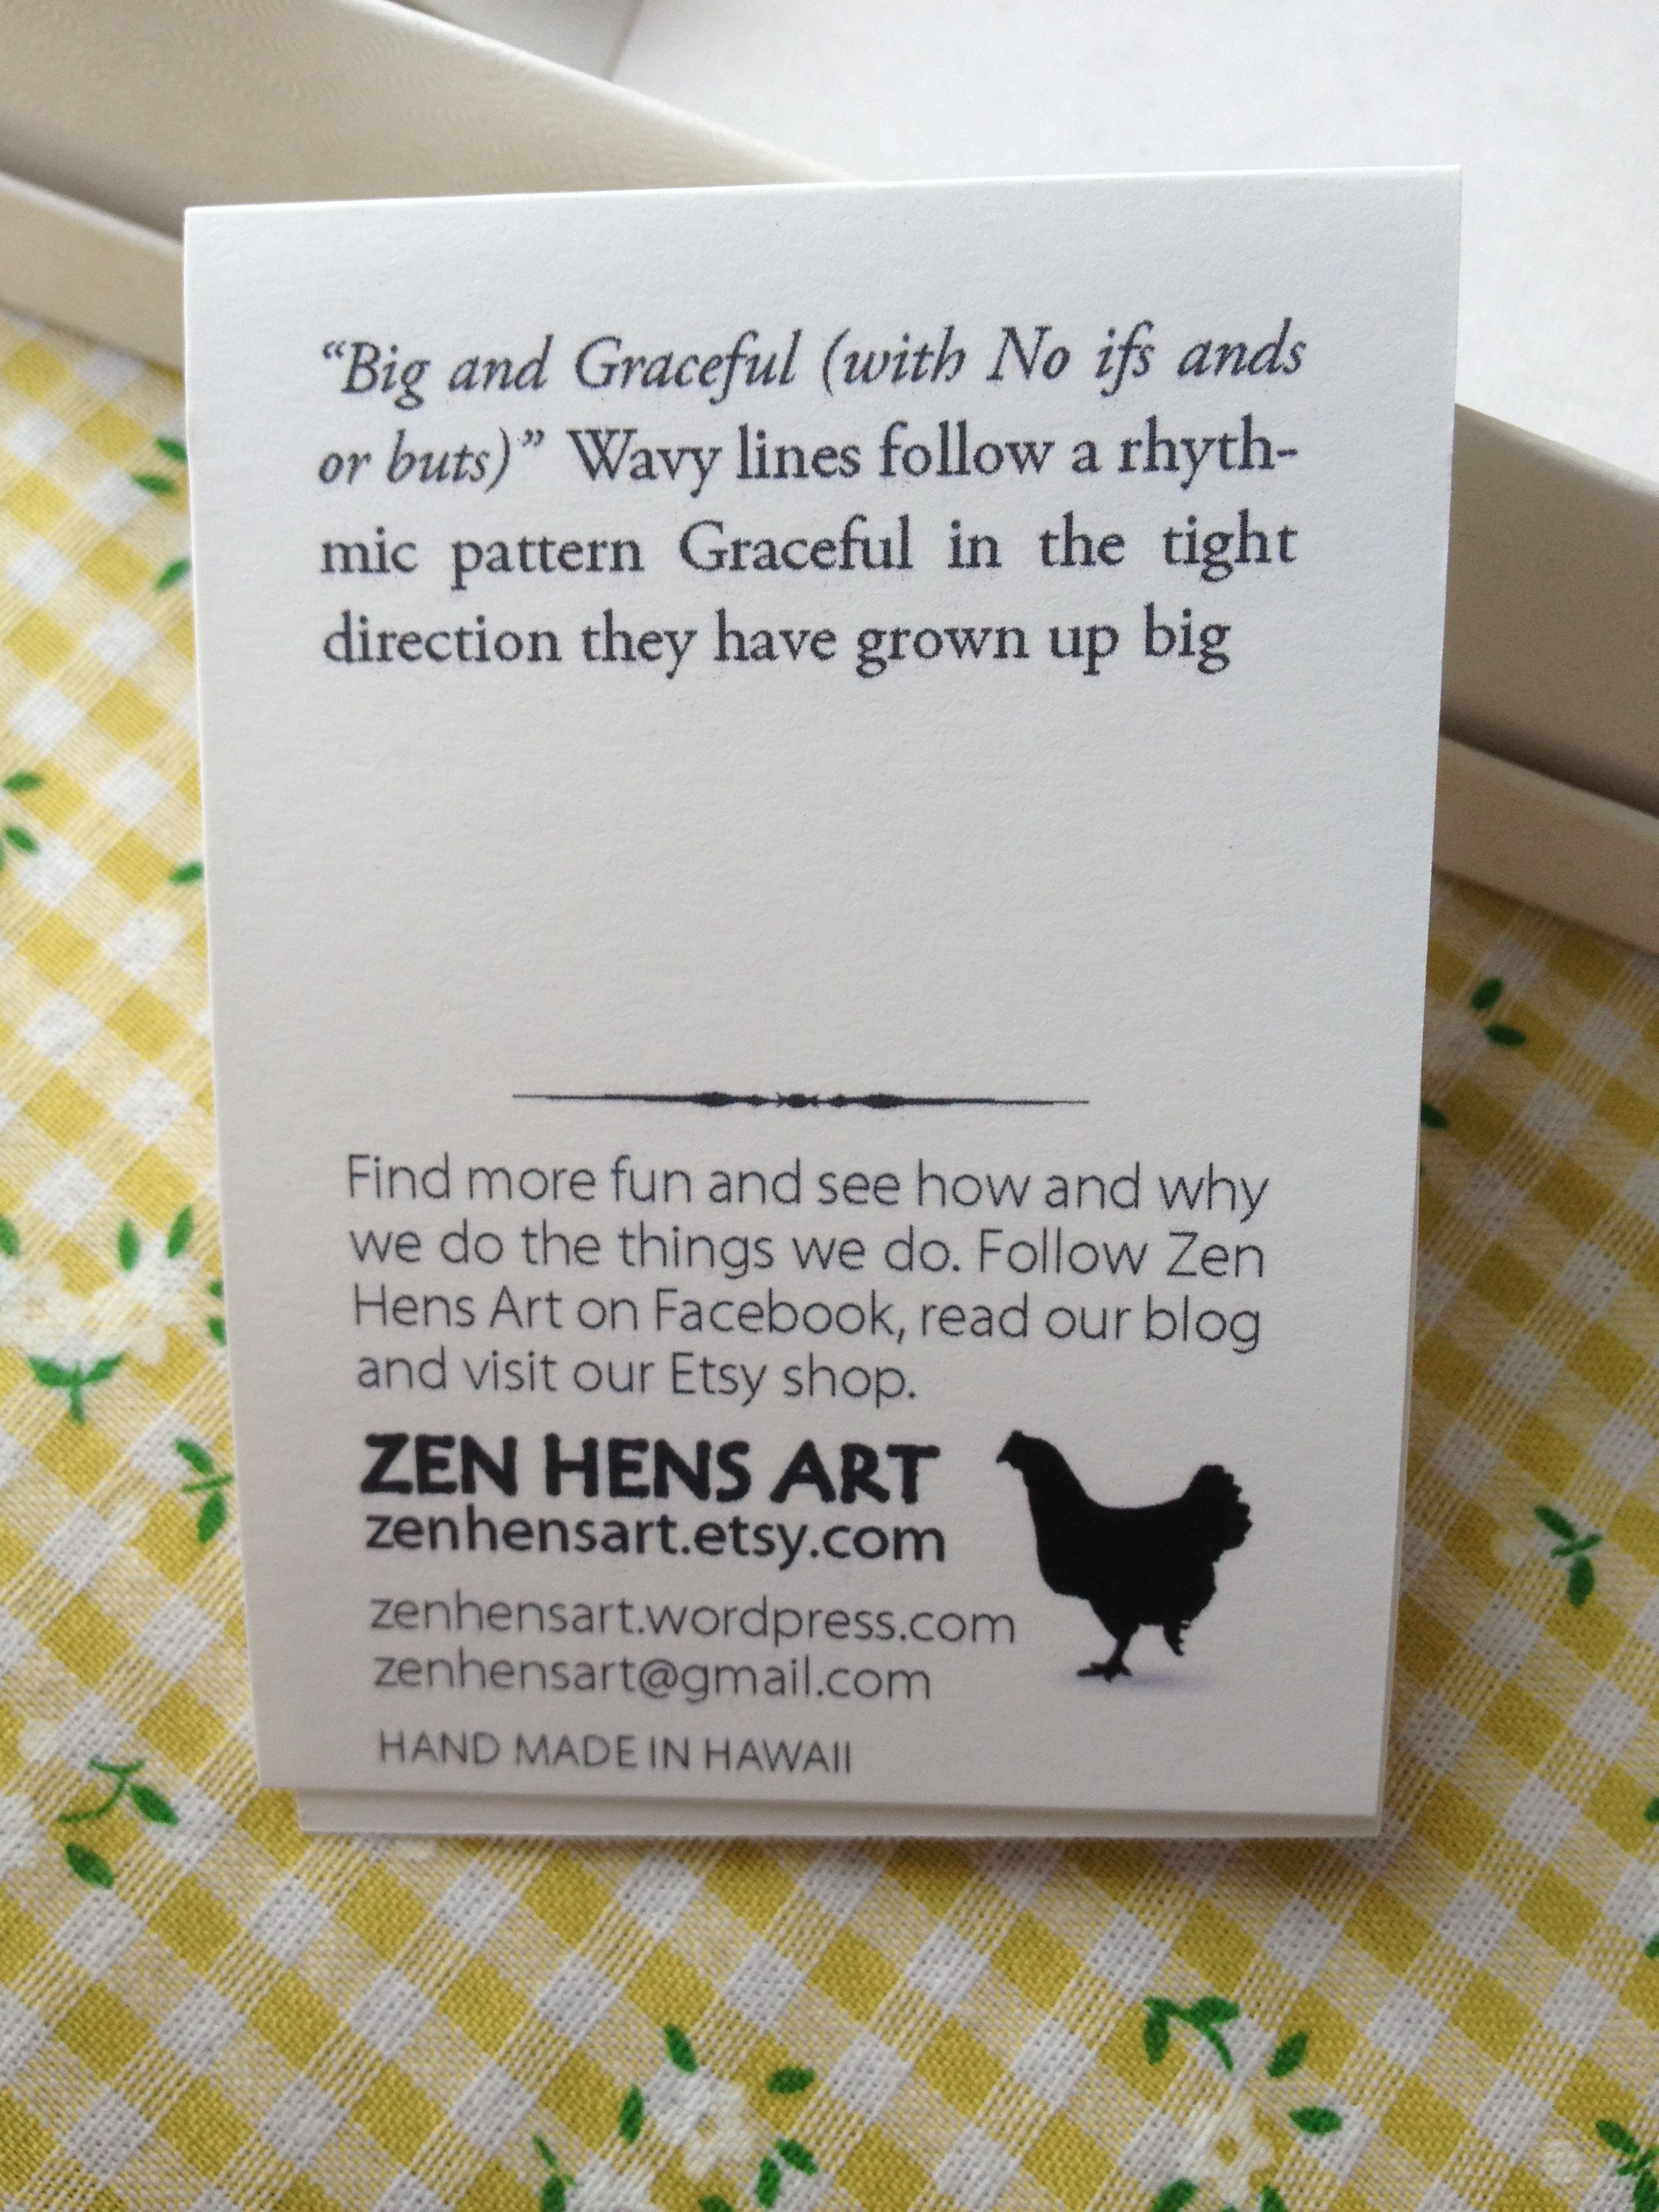 “Big and Graceful (with No ifs ands
or buts)” Wavy lines follow a rhyth-
mic pattern Graceful in the tight
direction they have grown up big
Find more fun and see how and why
we do the things we do. Follow Zen
Hens Art on Facebook, read our blog
and visit our Etsy shop.
ZEN HENS ART
zenhensart.etsy.com
zenhensart.wordpress.com
zenhensart@gmail.com
HAND MADE IN HAWAII